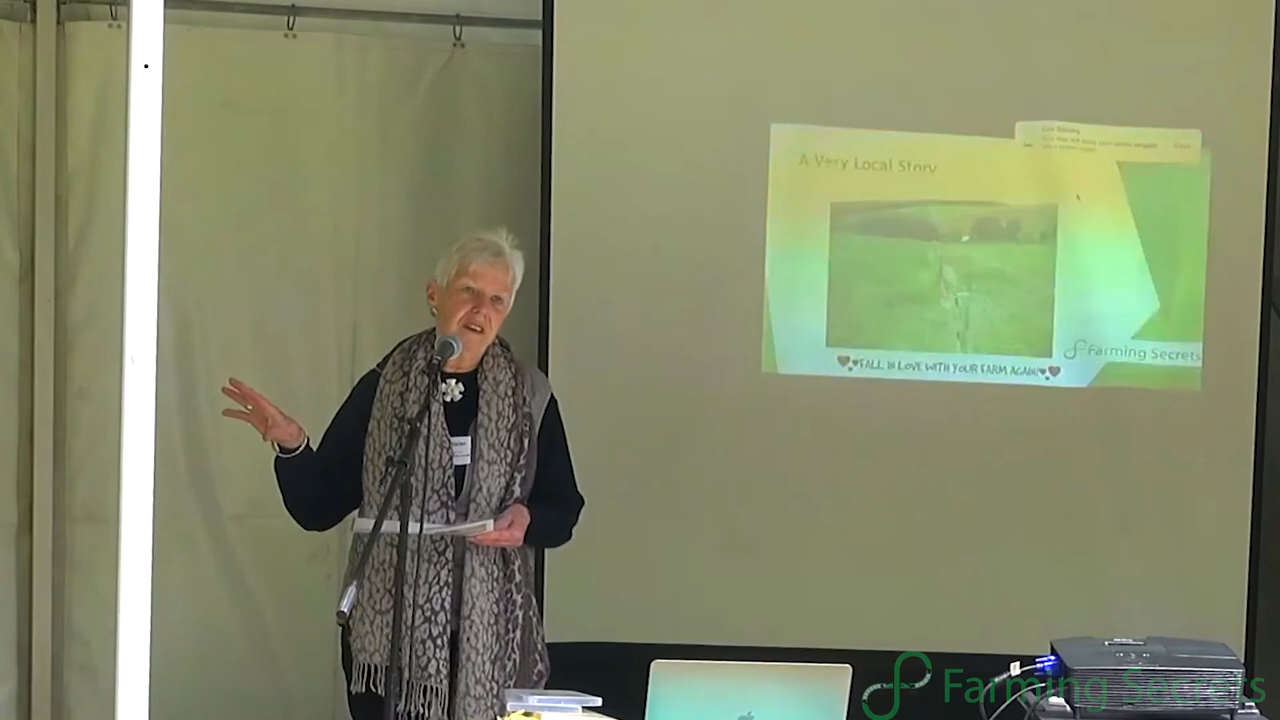 A Very Local Story
Farming Secrets
FALL IN LOVE WITH YOUR FARM AGAIN!
Farming Secrets